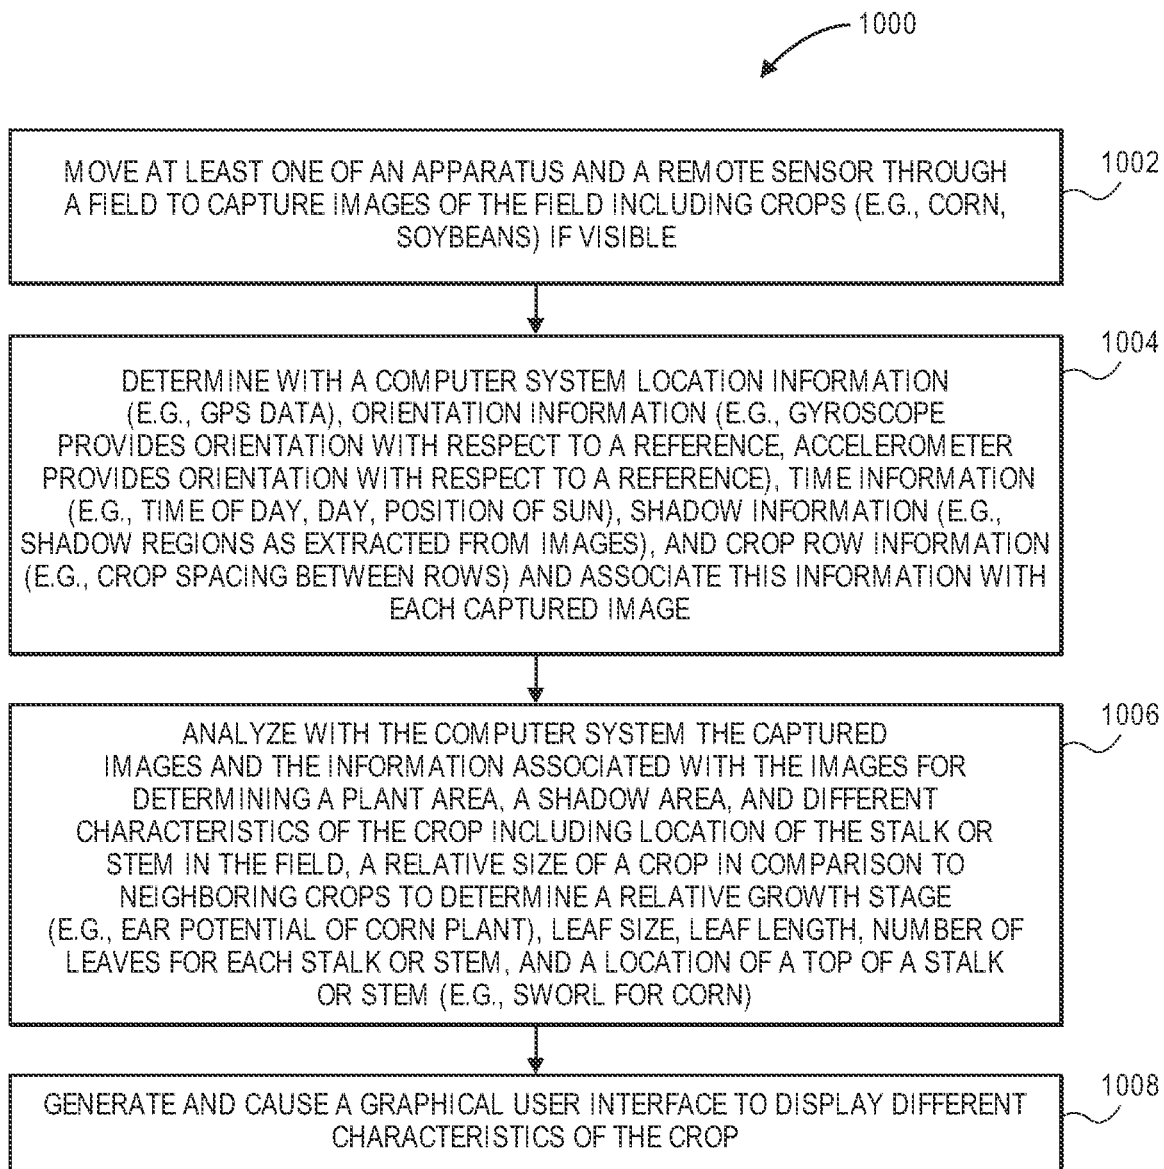 1000
MOVE AT LEAST ONE OF AN APPARATUS AND A REMOTE SENSOR THROUGH
A FIELD TO CAPTURE IMAGES OF THE FIELD INCLUDING CROPS (E.G., CORN,
SOYBEANS) IF VISIBLE
1002
DETERMINE WITH A COMPUTER SYSTEM LOCATION INFORMATION
(E.G., GPS DATA), ORIENTATION INFORMATION (E.G., GYROSCOPE
PROVIDES ORIENTATION WITH RESPECT TO A REFERENCE, ACCELEROMETER
PROVIDES ORIENTATION WITH RESPECT TO A REFERENCE), TIME INFORMATION
(E.G., TIME OF DAY, DAY, POSITION OF SUN), SHADOW INFORMATION (E.G.,
SHADOW REGIONS AS EXTRACTED FROM IMAGES), AND CROP ROW INFORMATION
(E.G., CROP SPACING BETWEEN ROWS) AND ASSOCIATE THIS INFORMATION WITH
EACH CAPTURED IMAGE
1004
ANALYZE WITH THE COMPUTER SYSTEM THE CAPTURED
IMAGES AND THE INFORMATION ASSOCIATED WITH THE IMAGES FOR
DETERMINING A PLANT AREA, A SHADOW AREA, AND DIFFERENT
CHARACTERISTICS OF THE CROP INCLUDING LOCATION OF THE STALK OR
STEM IN THE FIELD, A RELATIVE SIZE OF A CROP IN COMPARISON TO
NEIGHBORING CROPS TO DETERMINE A RELATIVE GROWTH STAGE
(E.G., EAR POTENTIAL OF CORN PLANT), LEAF SIZE, LEAF LENGTH, NUMBER OF
LEAVES FOR EACH STALK OR STEM, AND A LOCATION OF A TOP OF A STALK
OR STEM (E.G., SWORL FOR CORN)
1006
GENERATE AND CAUSE A GRAPHICAL USER INTERFACE TO DISPLAY DIFFERENT
CHARACTERISTICS OF THE CROP
1008